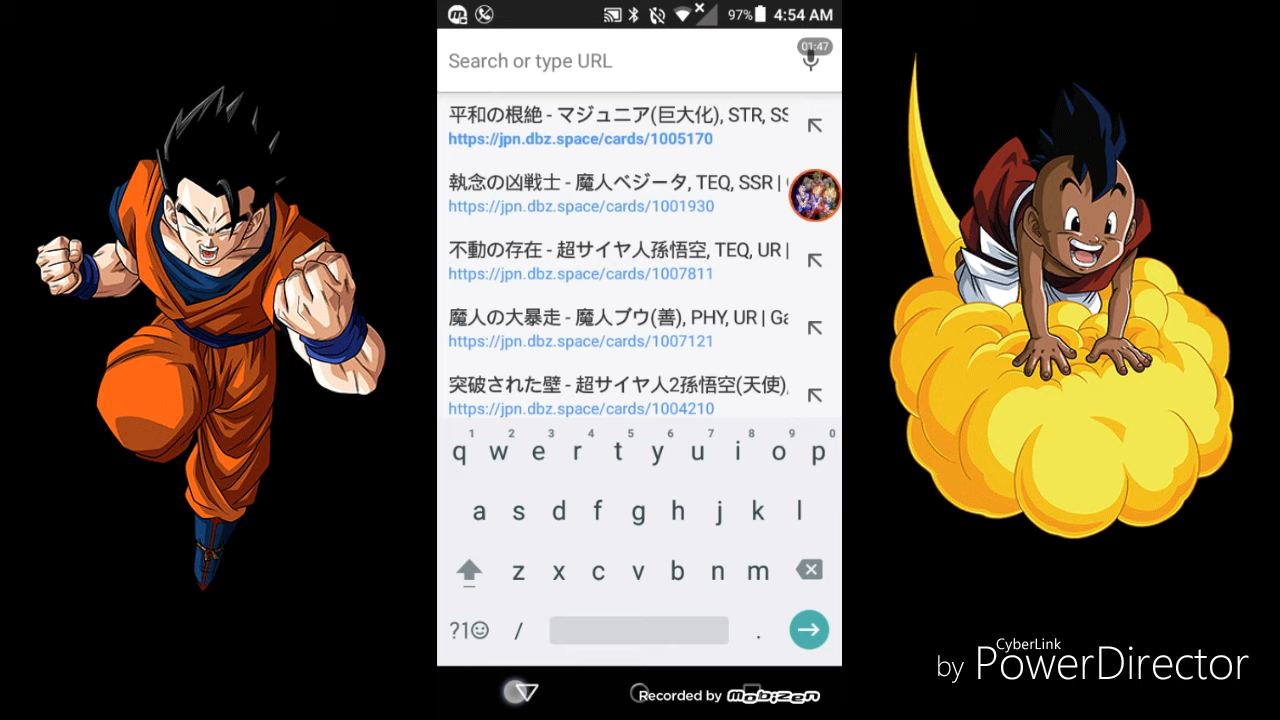 97% 4:54 AM
Search or type URL
01:47
平和の根絶 - マジュニア(巨大化), STR, SS
https://jpn.dbz.space/cards/1005170
執念の凶戦士 - 魔人ベジータ, TEQ, SSR |
https://jpn.dbz.space/cards/1001930
不動の存在 - 超サイヤ人孫悟空, TEQ, UR |
https://jpn.dbz.space/cards/1007811
魔人の大暴走 - 魔人ブウ(善), PHY, UR | Ga
https://jpn.dbz.space/cards/1007121
突破された壁 - 超サイヤ人2孫悟空(天使),
https://jpn.dbz.space/cards/1004210
1 2 3 4 5 6 7 8 9 0
q w e r t y u i o p
a s d f g h j k l
z x c v b n m
?1☺ / .
Recorded by Mobizen
CyberLink
by PowerDirector